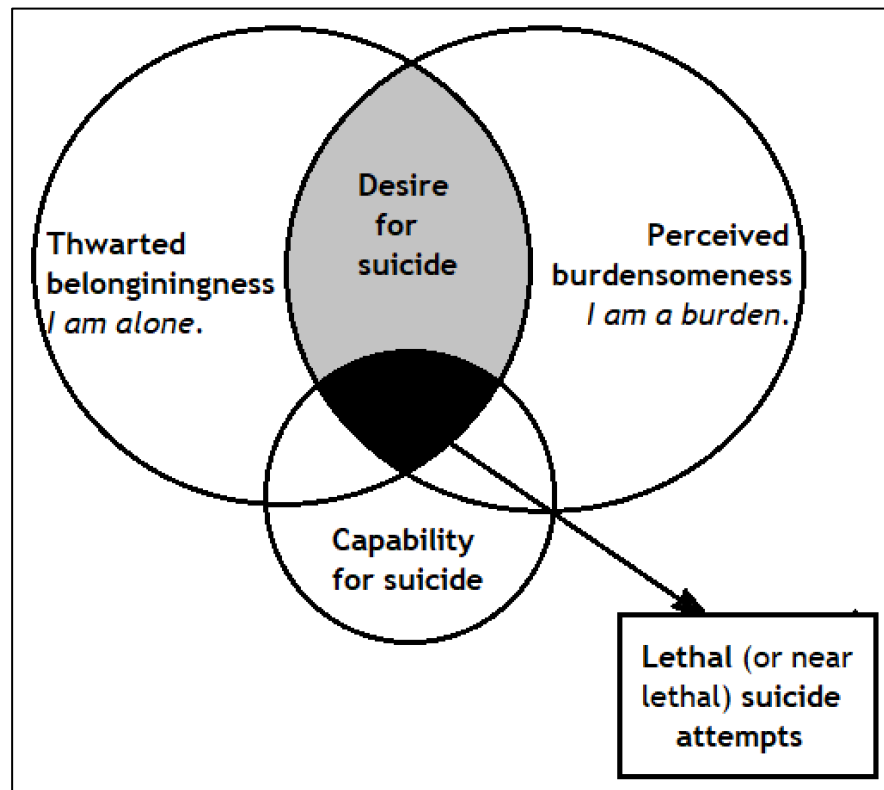 Desire
for
suicide
Thwarted
belonginingness
I am alone.
Perceived
burdensomeness
I am a burden.
Capability
for suicide
Lethal (or near
lethal) suicide
attempts